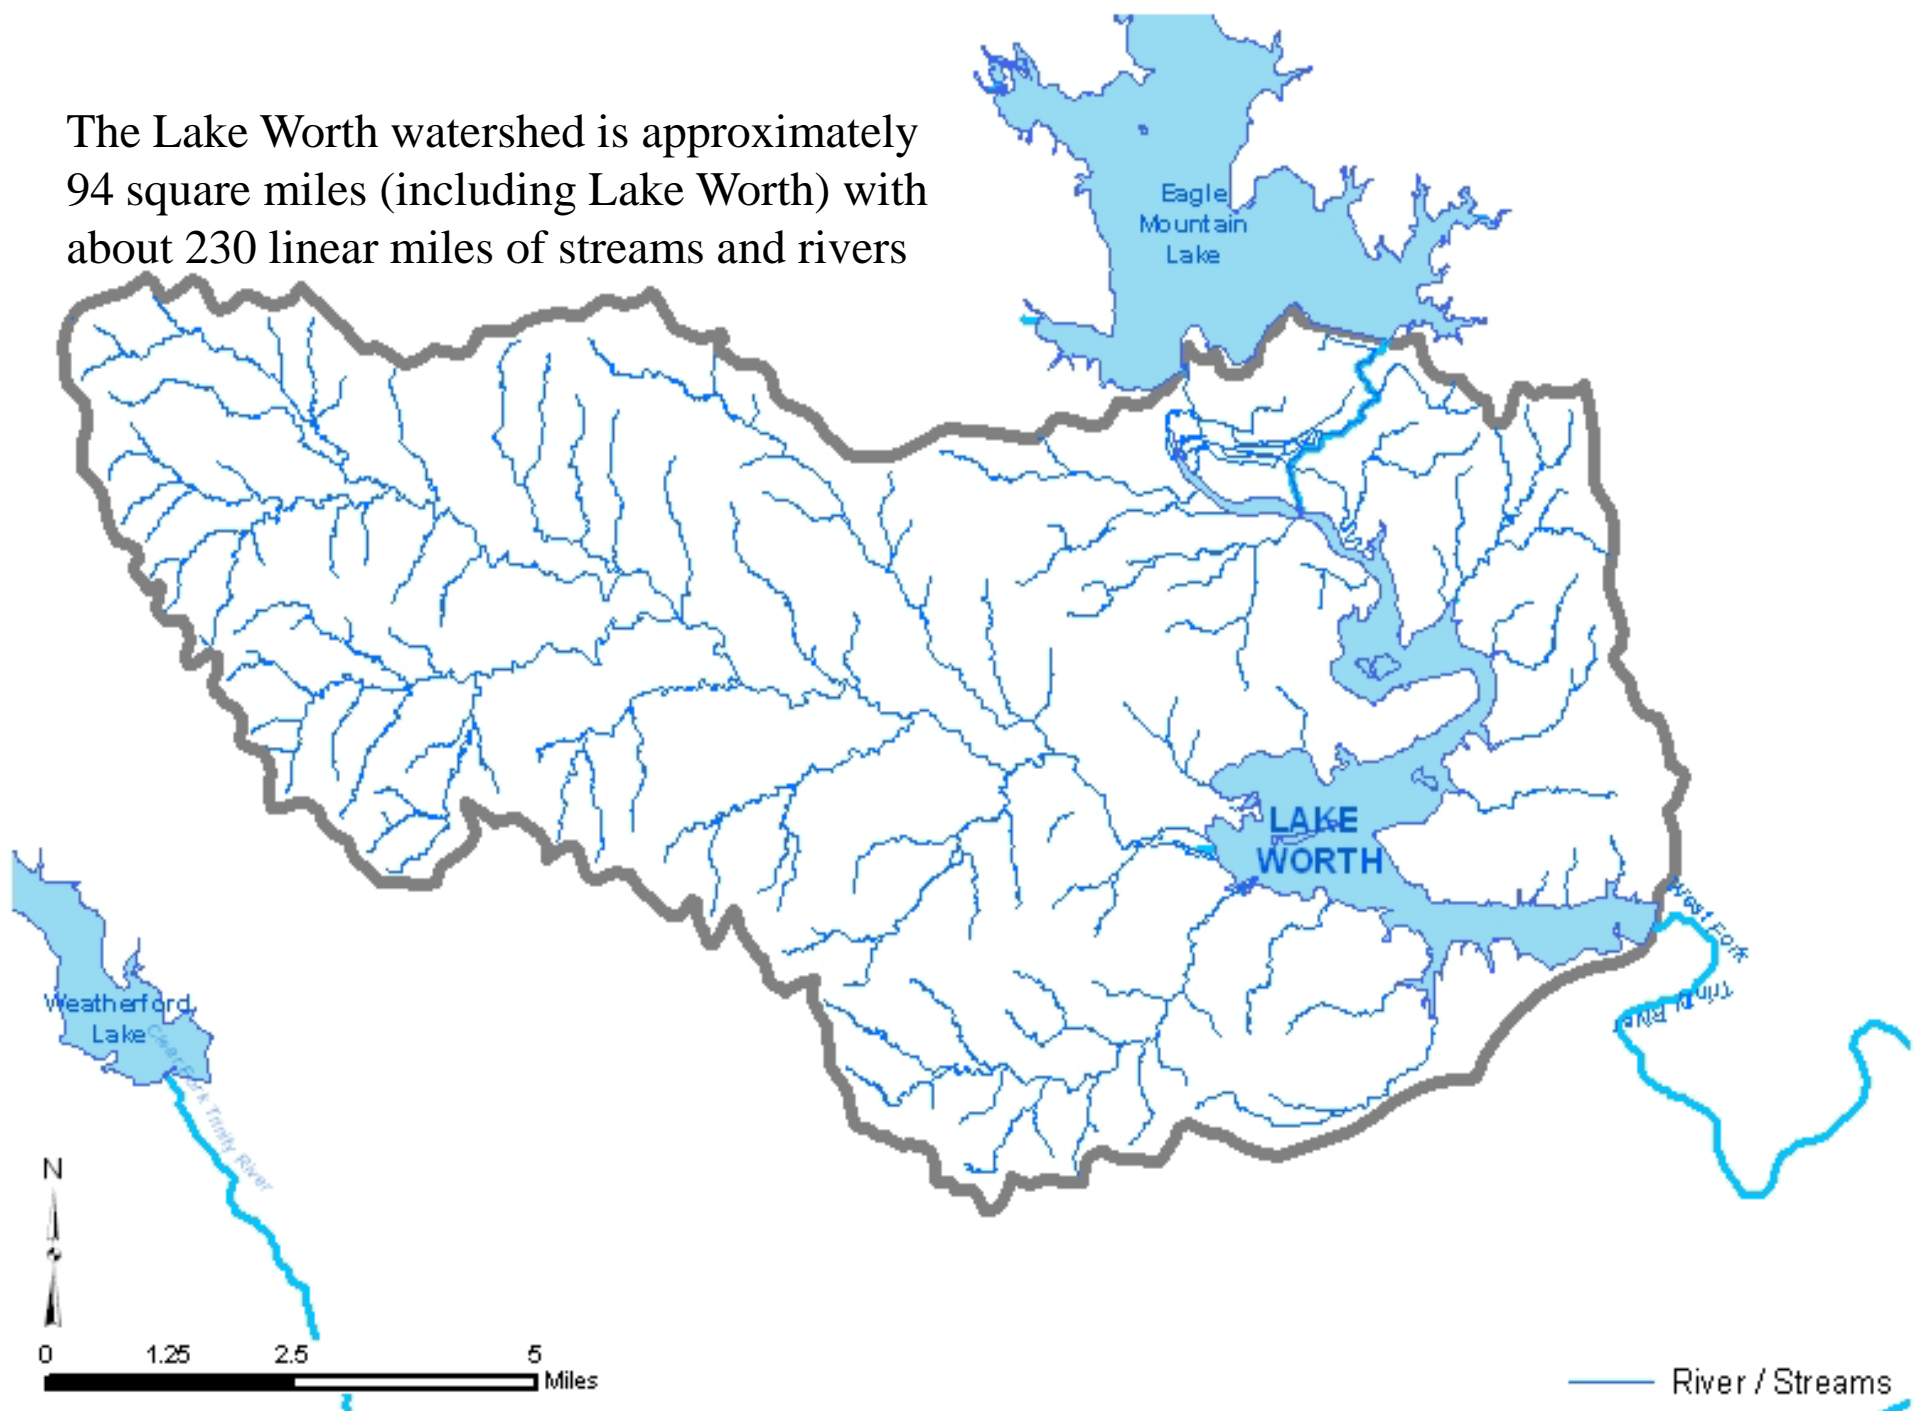 The Lake Worth watershed is approximately
94 square miles (including Lake Worth) with
about 230 linear miles of streams and rivers
Eagle
Mountain
Lake
LAKE
WORTH
West Fork
Trinity River
Weatherford
Lake
Clear Fork Trinity River
N
0 1.25 2.5 5
Miles
River / Streams